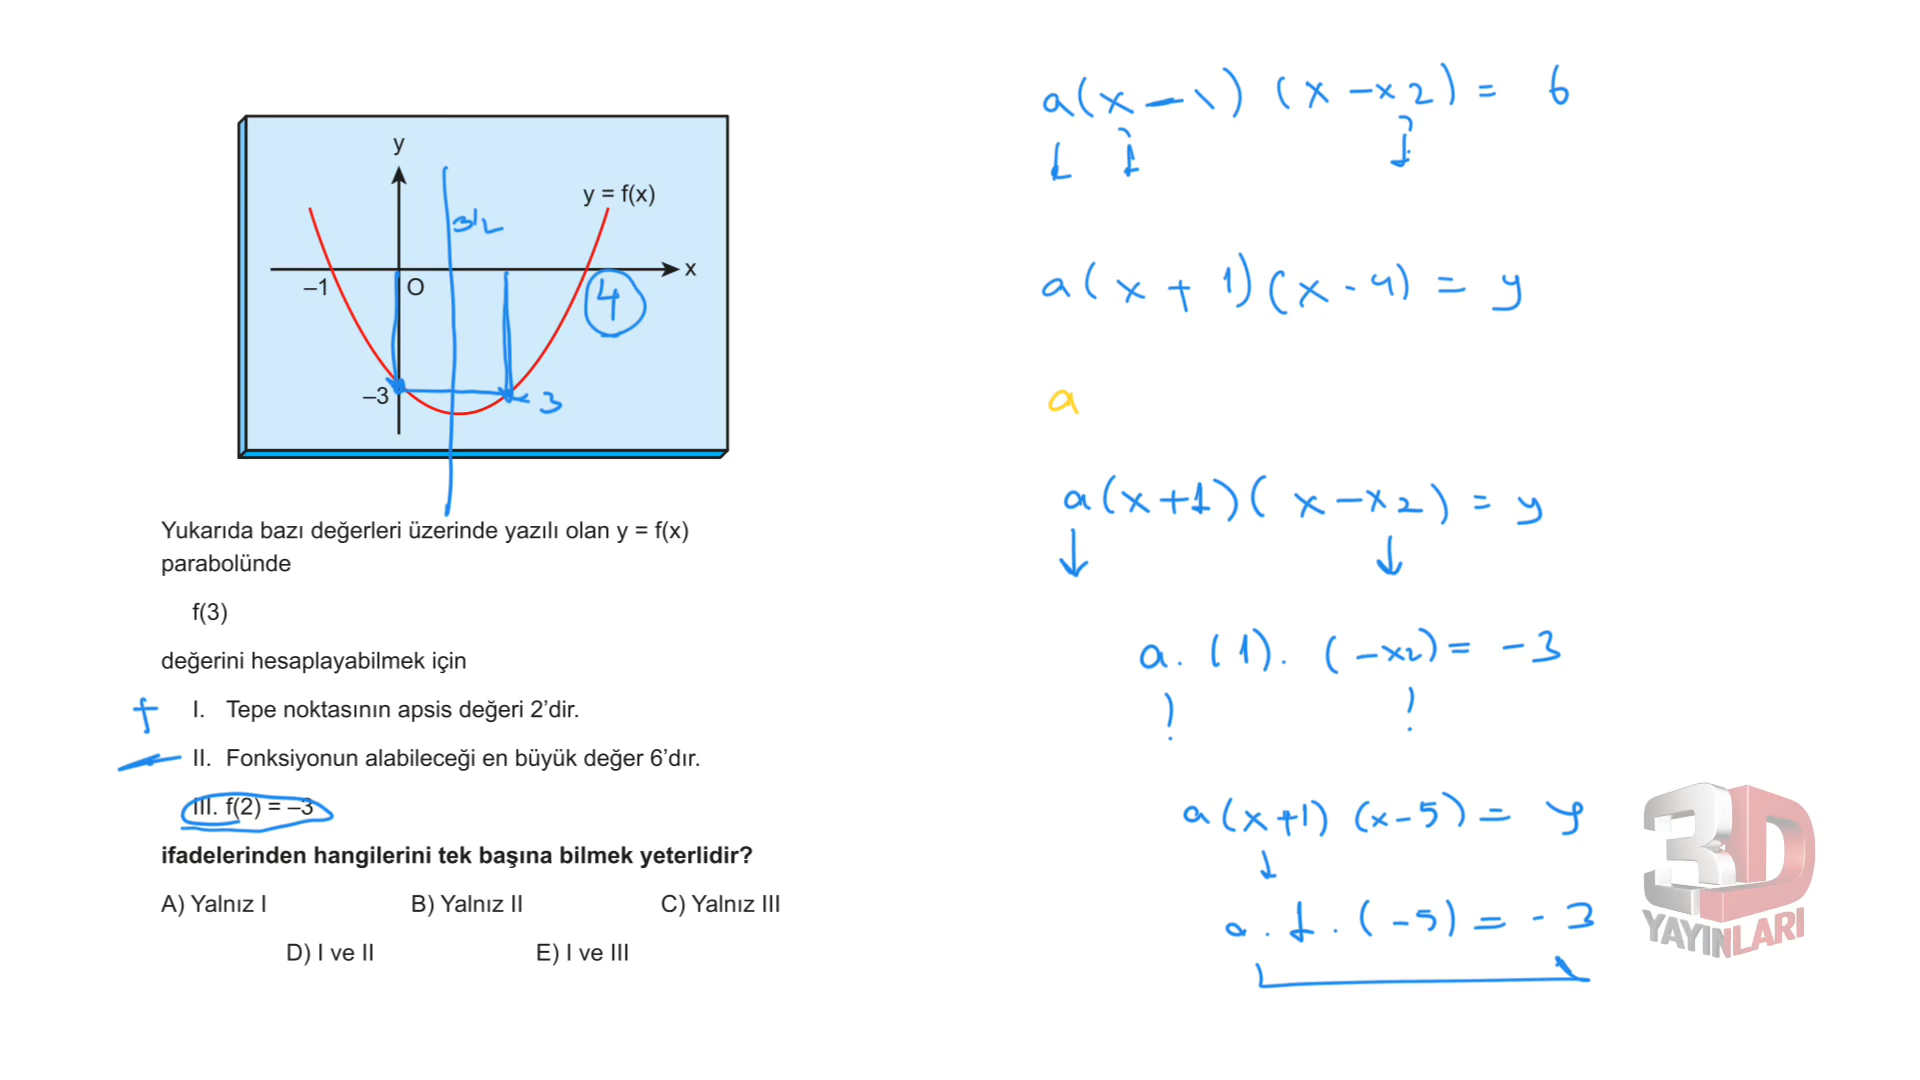 y
y = f(x)
3/2
x
–1
O
4
–3
3
Yukarıda bazı değerleri üzerinde yazılı olan y = f(x)
parabolünde
f(3)
değerini hesaplayabilmek için
I. Tepe noktasının apsis değeri 2’dir.
II. Fonksiyonun alabileceği en büyük değer 6’dır.
III. f(2) = –3
ifadelerinden hangilerini tek başına bilmek yeterlidir?
A) Yalnız I B) Yalnız II C) Yalnız III
D) I ve II E) I ve III
a(x - \) (x - x2) = 6
a(x + 1)(x - 4) = y
a
a(x+1)(x-x2) = y
a. (1). (-x2) = -3
! !
a(x+1) (x-5) = y
a . 1 . (-5) = -3
3D
YAYINLARI